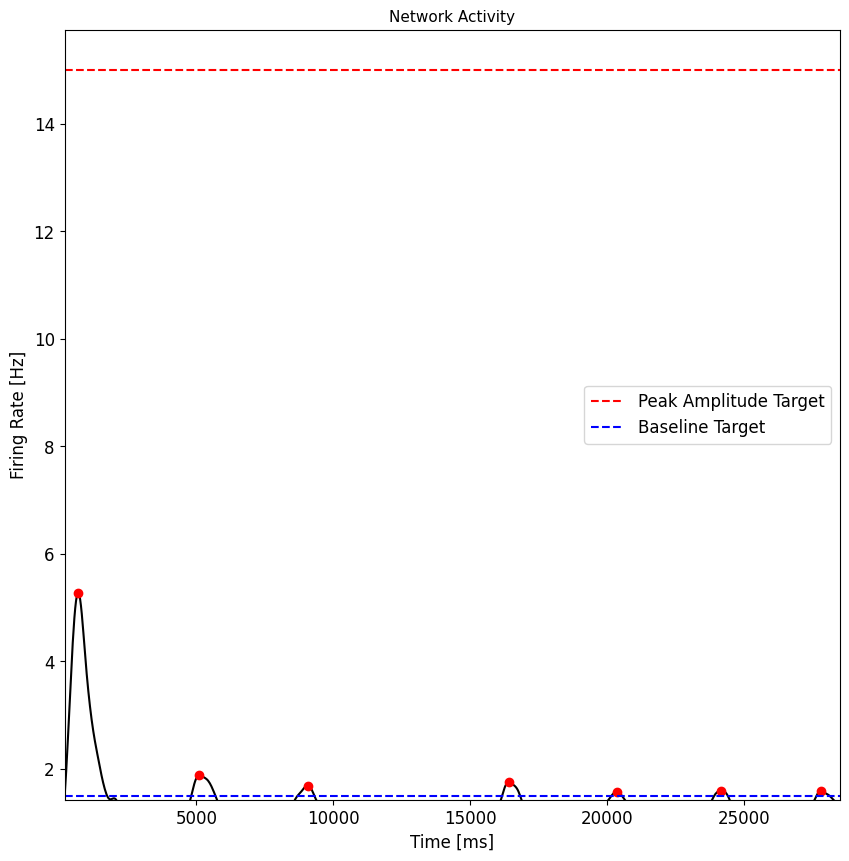 Network Activity
14
12
10
8
6
4
2
Firing Rate [Hz]
Peak Amplitude Target
Baseline Target
5000 10000 15000 20000 25000
Time [ms]